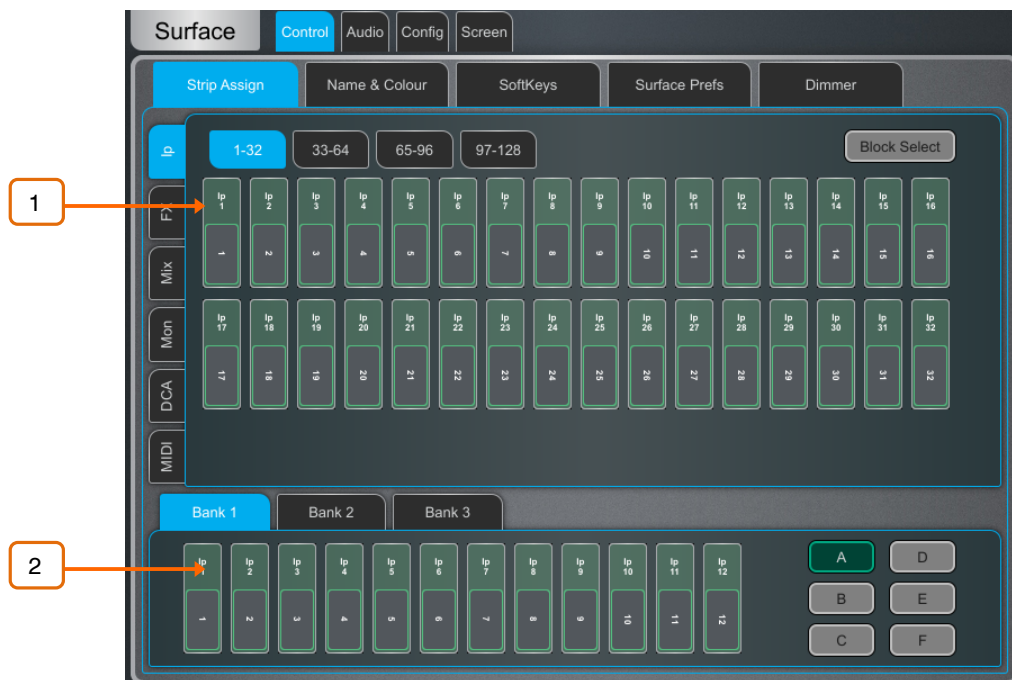 Surface Control Audio Config Screen
Strip Assign Name & Colour SoftKeys Surface Prefs Dimmer
Ip 1-32 33-64 65-96 97-128 Block Select
1
FX
Ip Ip Ip Ip Ip Ip Ip Ip Ip Ip Ip Ip Ip Ip Ip Ip
1 2 3 4 5 6 7 8 9 10 11 12 13 14 15 16
1 2 3 4 5 6 7 8 9 10 11 12 13 14 15 16
Mix
Ip Ip Ip Ip Ip Ip Ip Ip Ip Ip Ip Ip Ip Ip Ip Ip
17 18 19 20 21 22 23 24 25 26 27 28 29 30 31 32
Mon
17 18 19 20 21 22 23 24 25 26 27 28 29 30 31 32
DCA
MIDI
Bank 1 Bank 2 Bank 3
2
Ip Ip Ip Ip Ip Ip Ip Ip Ip Ip Ip Ip
1 2 3 4 5 6 7 8 9 10 11 12
1 2 3 4 5 6 7 8 9 10 11 12
A D
B E
C F